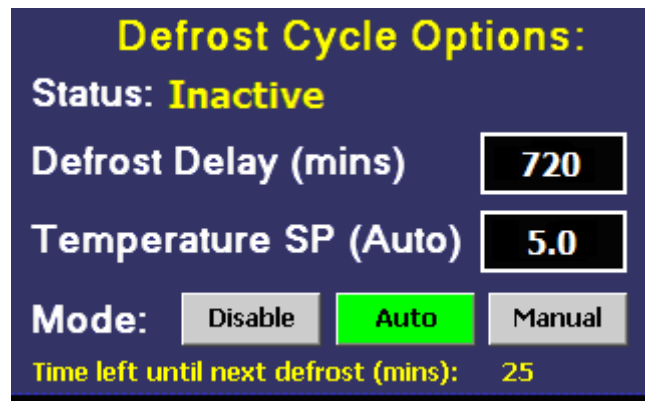 Defrost Cycle Options:
Status: Inactive
Defrost Delay (mins) 720
Temperature SP (Auto) 5.0
Mode: Disable Auto Manual
Time left until next defrost (mins): 25